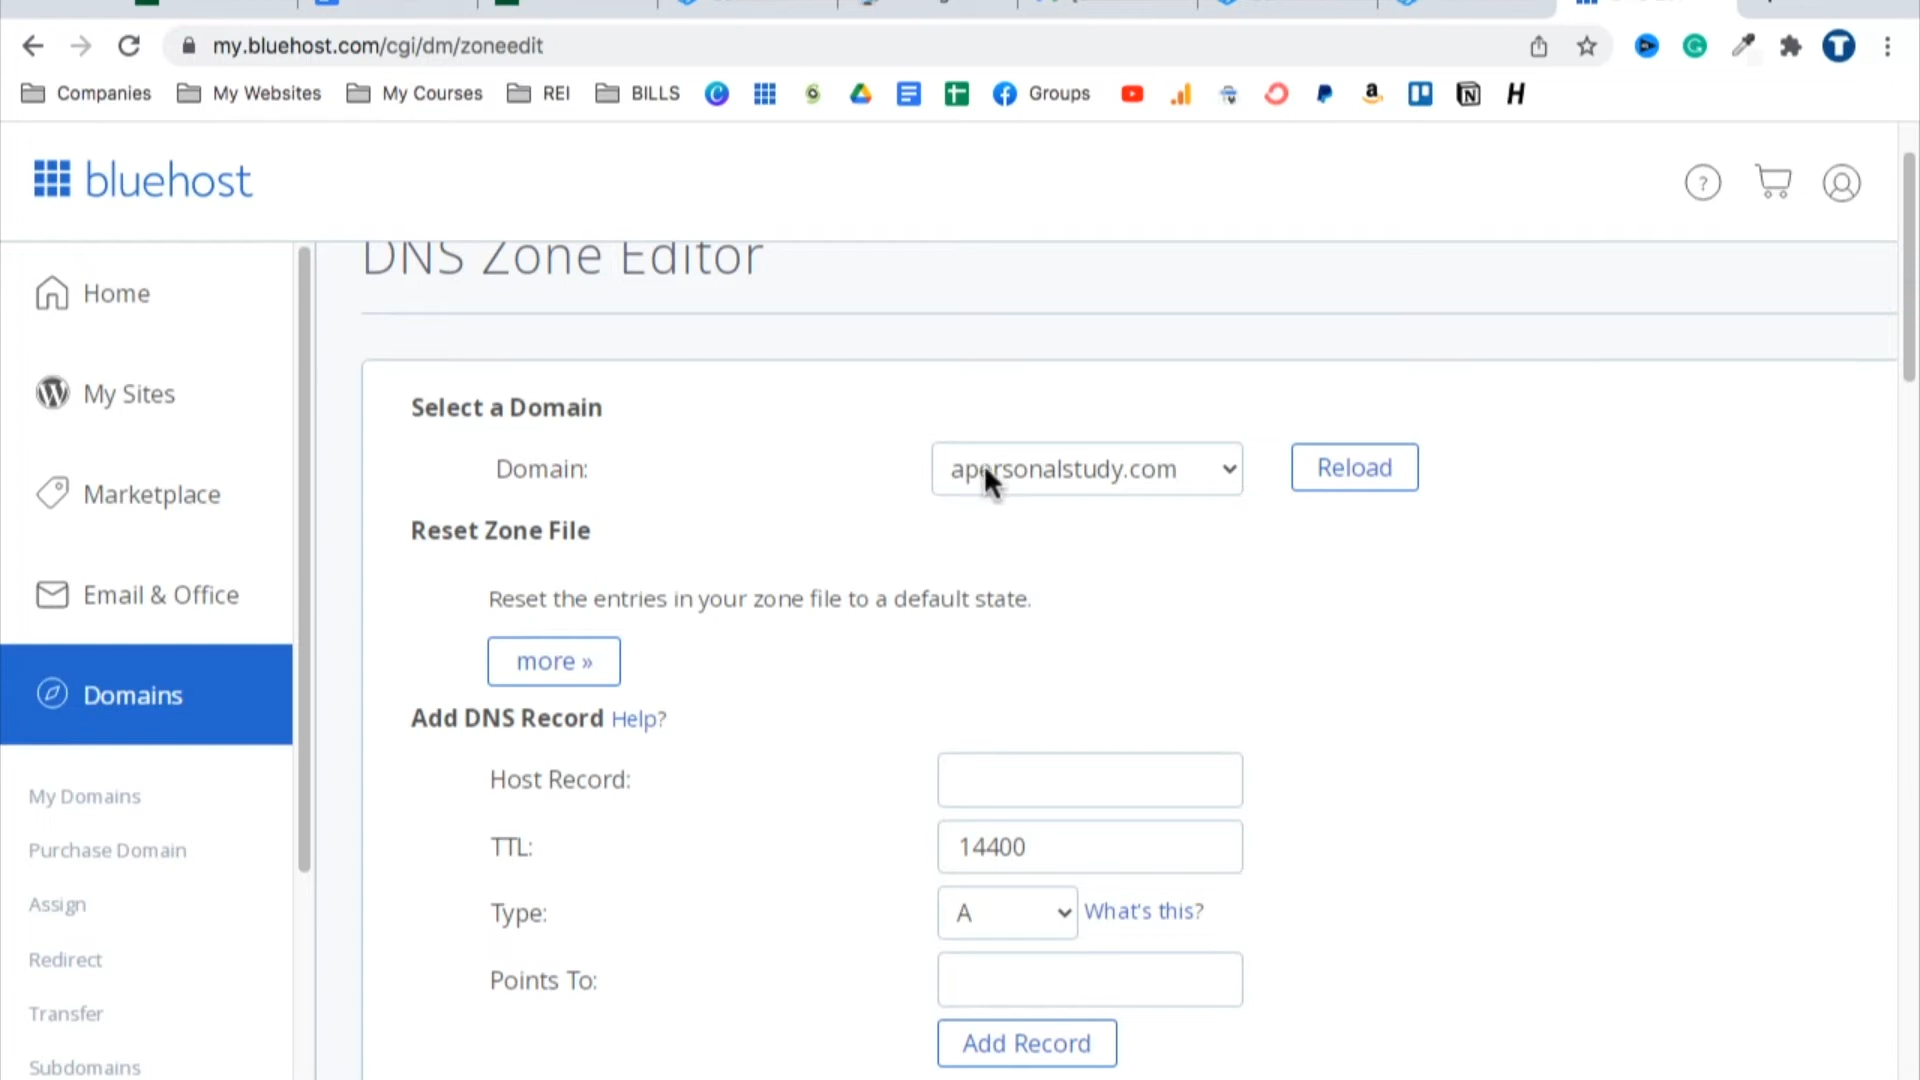 my.bluehost.com/cgi/dm/zoneedit
Companies My Websites My Courses REI BILLS Groups
bluehost
DNS Zone Editor
Home
My Sites
Marketplace
Email & Office
Domains
My Domains
Purchase Domain
Assign
Redirect
Transfer
Subdomains
Select a Domain
Domain: apersonalstudy.com Reload
Reset Zone File
Reset the entries in your zone file to a default state.
more »
Add DNS Record Help?
Host Record:
TTL: 14400
Type: A What's this?
Points To:
Add Record